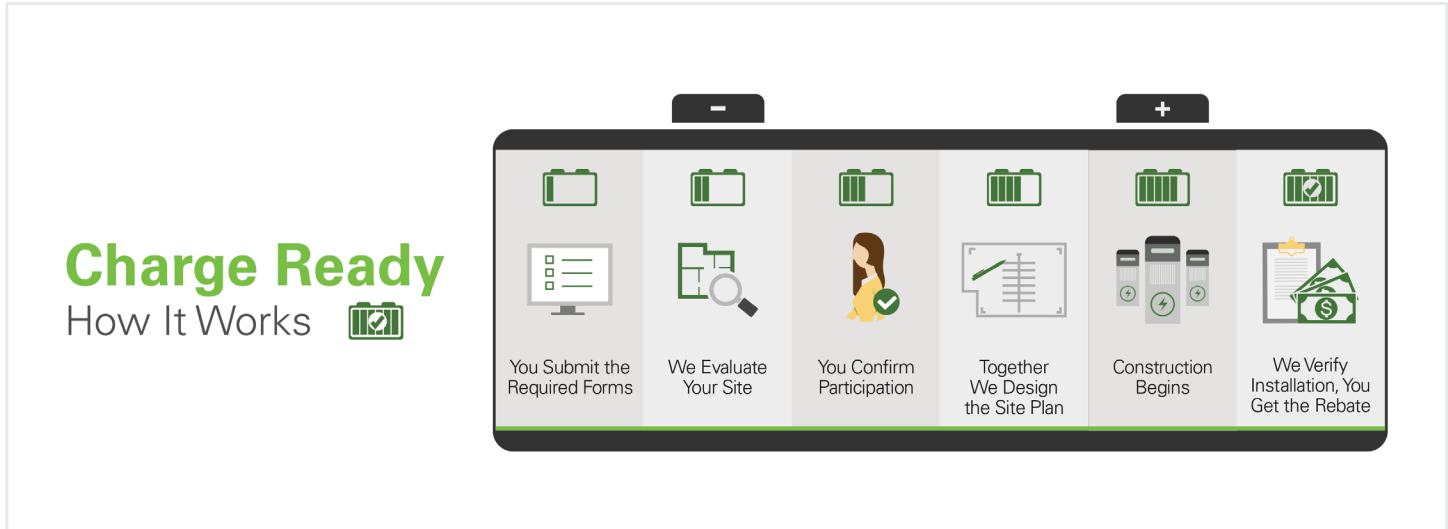 Charge Ready
How It Works
-
+
You Submit the
Required Forms
We Evaluate
Your Site
You Confirm
Participation
Together
We Design
the Site Plan
Construction
Begins
We Verify
Installation, You
Get the Rebate
$